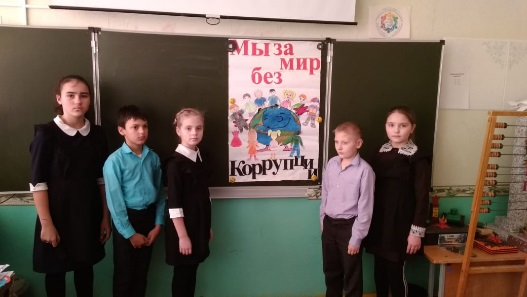 Мы за
мир
без
Коррупции